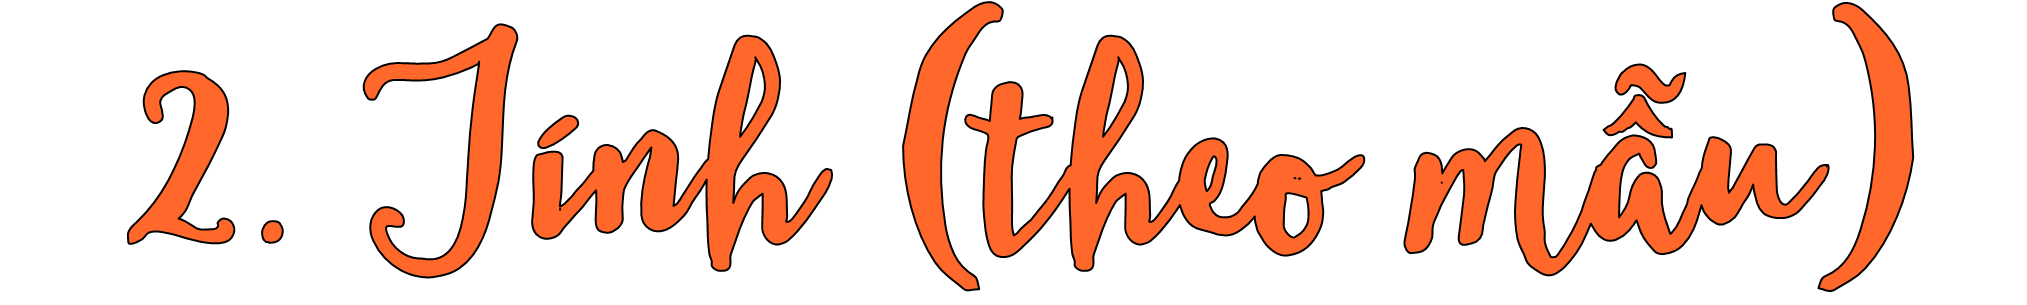 2. Tính (theo mẫu)